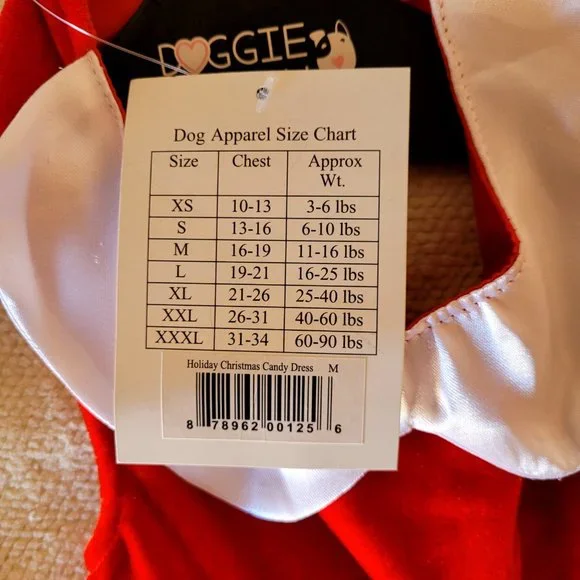 DOGGIE
Dog Apparel Size Chart
Size Chest Approx Wt.
XS 10-13 3-6 lbs
S 13-16 6-10 lbs
M 16-19 11-16 lbs
L 19-21 16-25 lbs
XL 21-26 25-40 lbs
XXL 26-31 40-60 lbs
XXXL 31-34 60-90 lbs
Holiday Christmas Candy Dress M
8 78962 00125 6